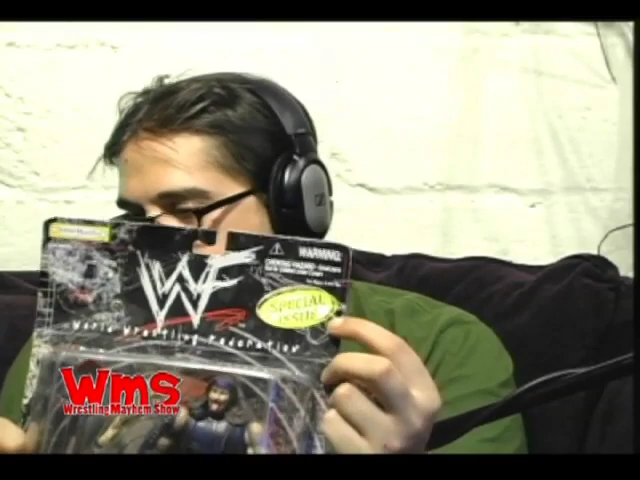 WF
World Wrestling Federation
WARNING:
SPECIAL
ISSUE
Wms
Wrestling Mayhem Show